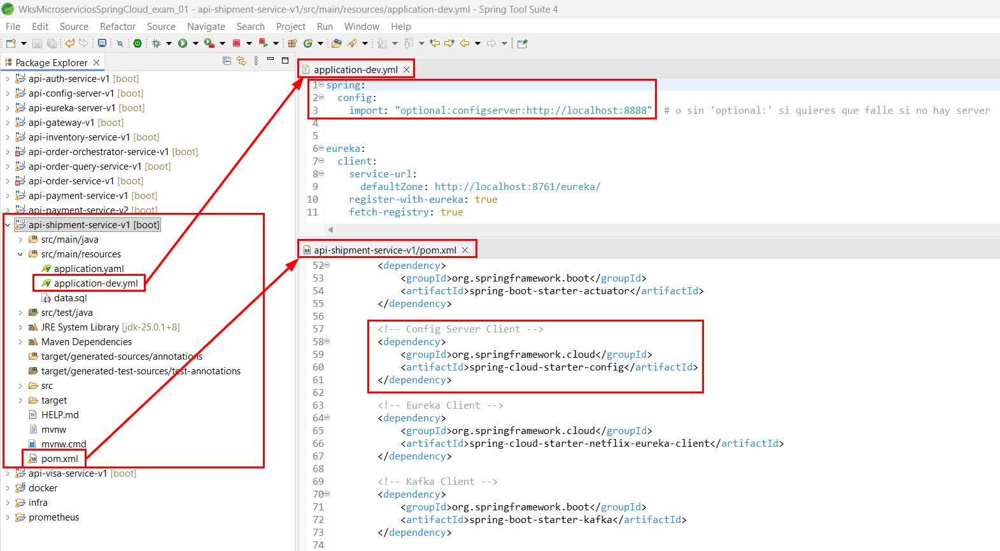 WksMicroserviciosSpringCloud_exam_01 - api-shipment-service-v1/src/main/resources/application-dev.yml - Spring Tool Suite 4
File Edit Source Refactor Source Navigate Search Project Run Window Help
Package Explorer
api-auth-service-v1 [boot]
api-config-server-v1 [boot]
api-eureka-server-v1 [boot]
api-gateway-v1 [boot]
api-inventory-service-v1 [boot]
api-order-orchestrator-service-v1 [boot]
api-order-query-service-v1 [boot]
api-order-service-v1 [boot]
api-payment-service-v1 [boot]
api-payment-service-v2 [boot]
api-shipment-service-v1 [boot]
src/main/java
src/main/resources
application.yaml
application-dev.yml
data.sql
src/test/java
JRE System Library [jdk-25.0.1+8]
Maven Dependencies
target/generated-sources/annotations
target/generated-test-sources/test-annotations
src
target
HELP.md
mvnw
mvnw.cmd
pom.xml
api-visa-service-v1 [boot]
docker
infra
prometheus
application-dev.yml
1 spring:
2 config:
3 import: "optional:configserver:http://localhost:8888" # o sin 'optional:' si quieres que falle si no hay server
4
5
6 eureka:
7 client:
8 service-url:
9 defaultZone: http://localhost:8761/eureka/
10 register-with-eureka: true
11 fetch-registry: true
api-shipment-service-v1/pom.xml
52 <dependency>
53 <groupId>org.springframework.boot</groupId>
54 <artifactId>spring-boot-starter-actuator</artifactId>
55 </dependency>
56
57 <!-- Config Server Client -->
58 <dependency>
59 <groupId>org.springframework.cloud</groupId>
60 <artifactId>spring-cloud-starter-config</artifactId>
61 </dependency>
62
63 <!-- Eureka Client -->
64 <dependency>
65 <groupId>org.springframework.cloud</groupId>
66 <artifactId>spring-cloud-starter-netflix-eureka-client</artifactId>
67 </dependency>
68
69 <!-- Kafka Client -->
70 <dependency>
71 <groupId>org.springframework.boot</groupId>
72 <artifactId>spring-boot-starter-kafka</artifactId>
73 </dependency>
74